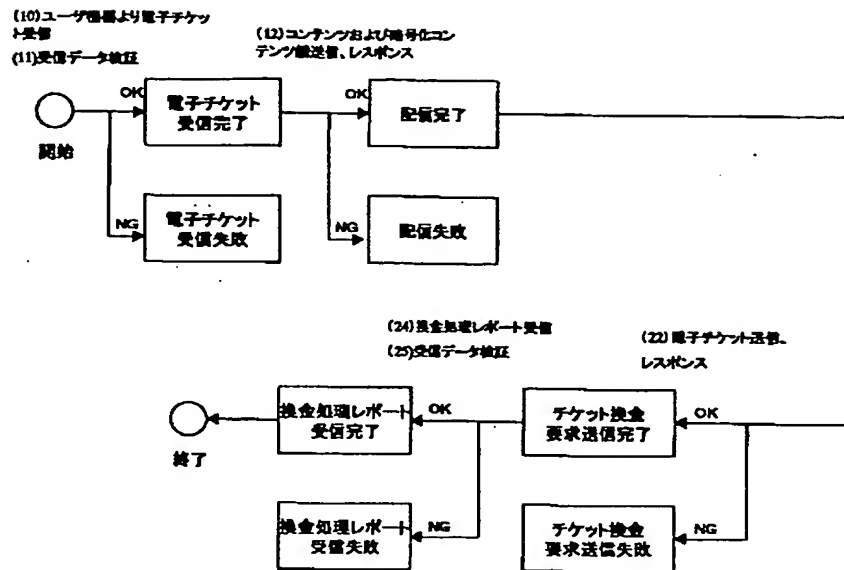 (10)ユーザ機器より電子チケッ
ト受信
(11)受信データ検証
(12)コンテンツおよび暗号化コン
テンツ鍵送信、レスポンス
OK
電子チケット
受信完了
OK
配信完了
開始
NG
電子チケット
受信失敗
NG
配信失敗
(24)換金処理レポート受信
(25)受信データ検証
(22)電子チケット送信、
レスポンス
換金処理レポート
受信完了
OK
チケット換金
要求送信完了
OK
終了
換金処理レポート
受信失敗
NG
チケット換金
要求送信失敗
NG